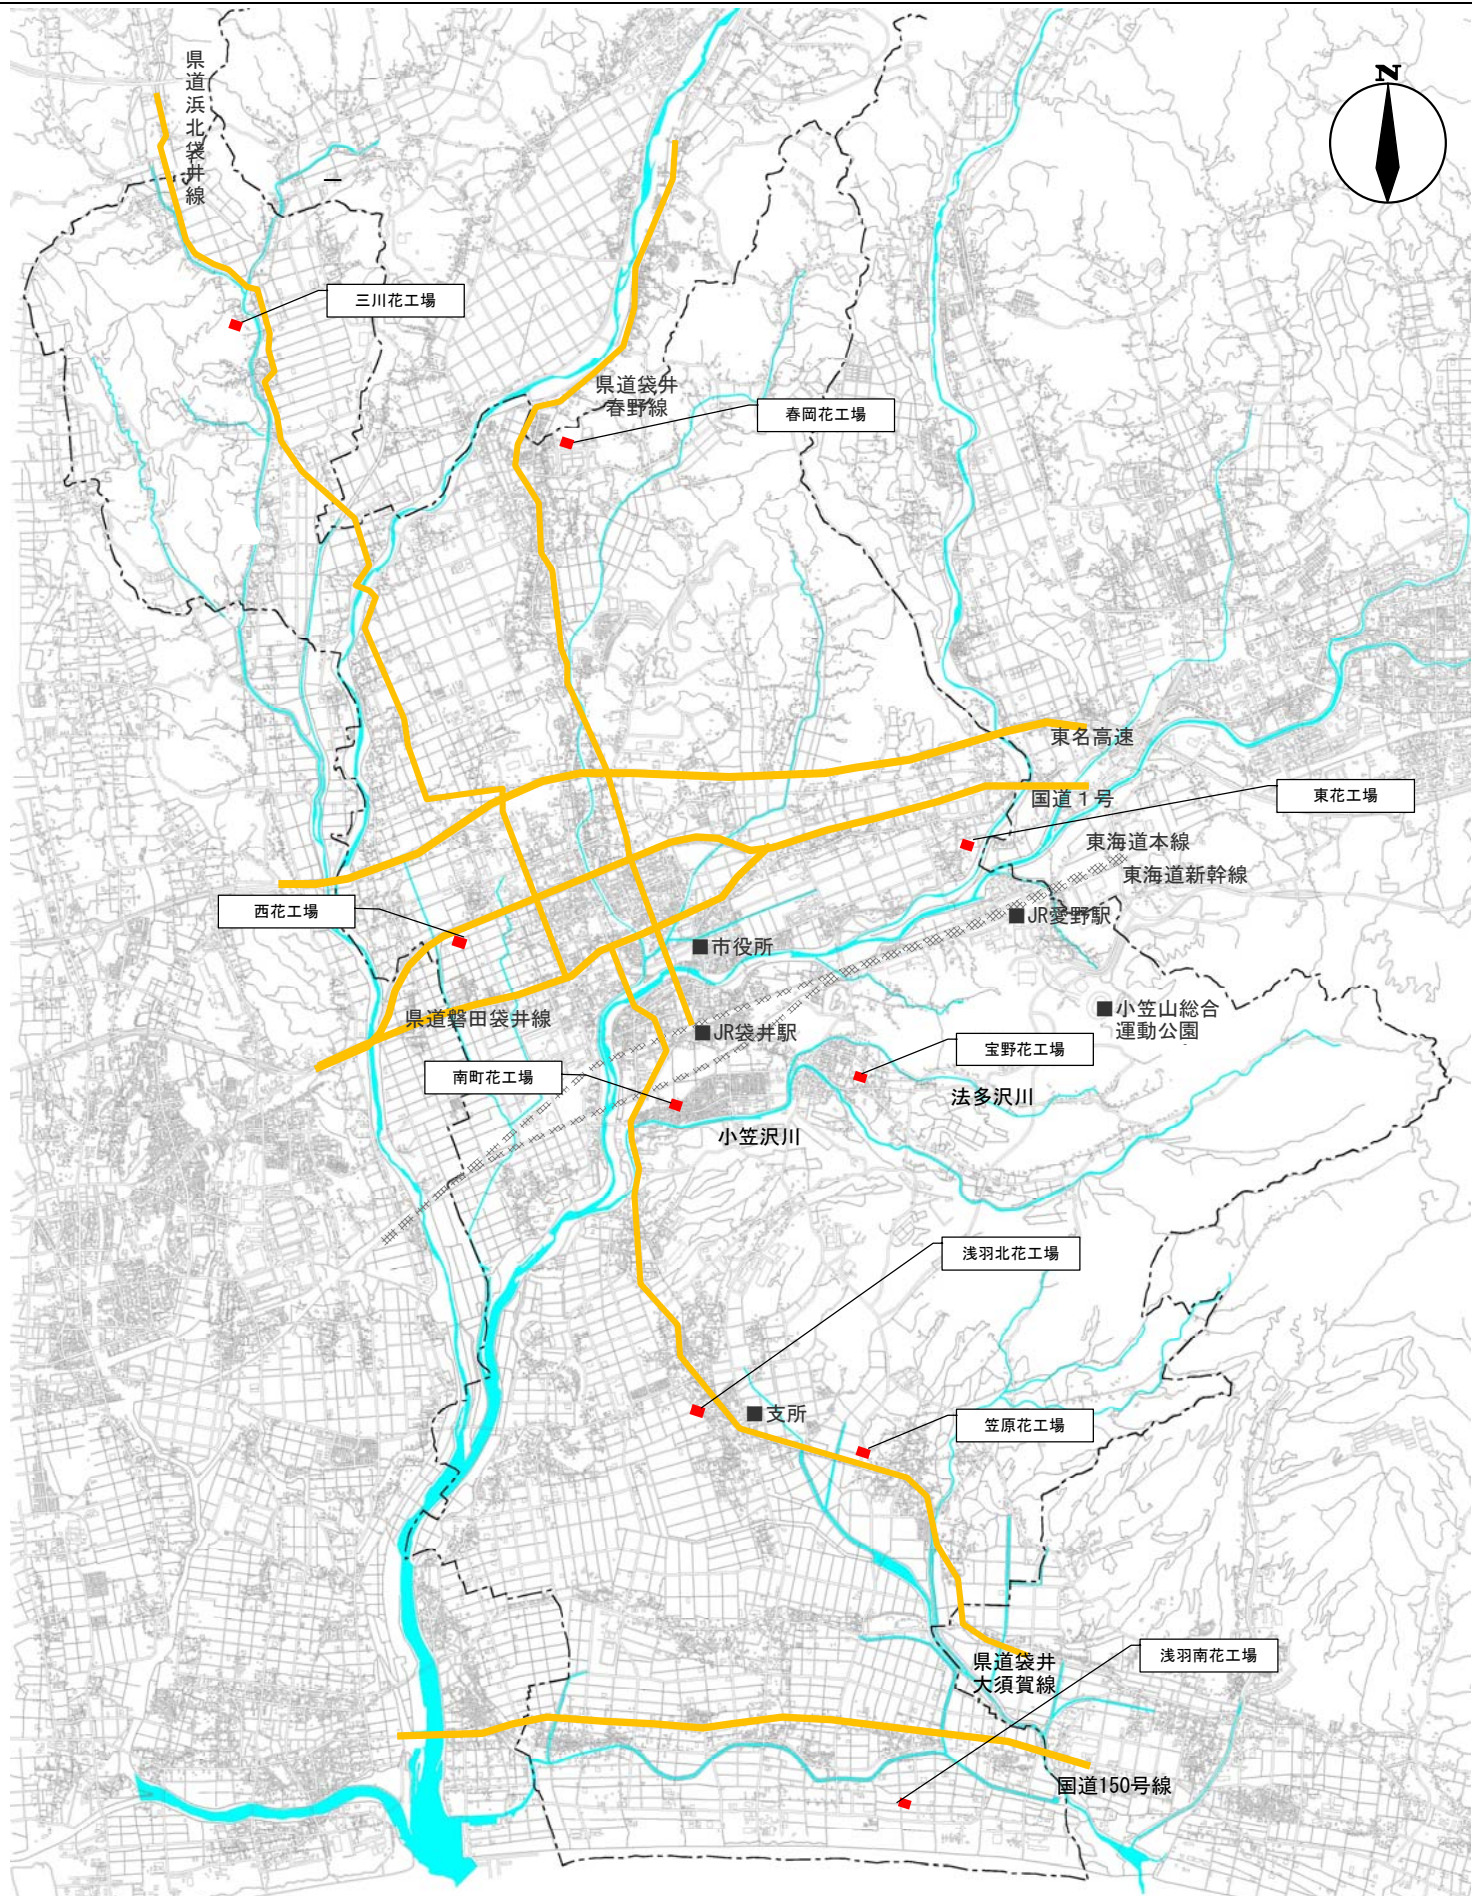 県道浜北袋井線
N
三川花工場
県道袋井
春野線
春岡花工場
東名高速
国道1号
東花工場
東海道本線
東海道新幹線
西花工場
JR愛野駅
市役所
小笠山総合
運動公園
県道磐田袋井線
JR袋井駅
宝野花工場
南町花工場
法多沢川
小笠沢川
浅羽北花工場
支所
笠原花工場
浅羽南花工場
県道袋井
大須賀線
国道150号線